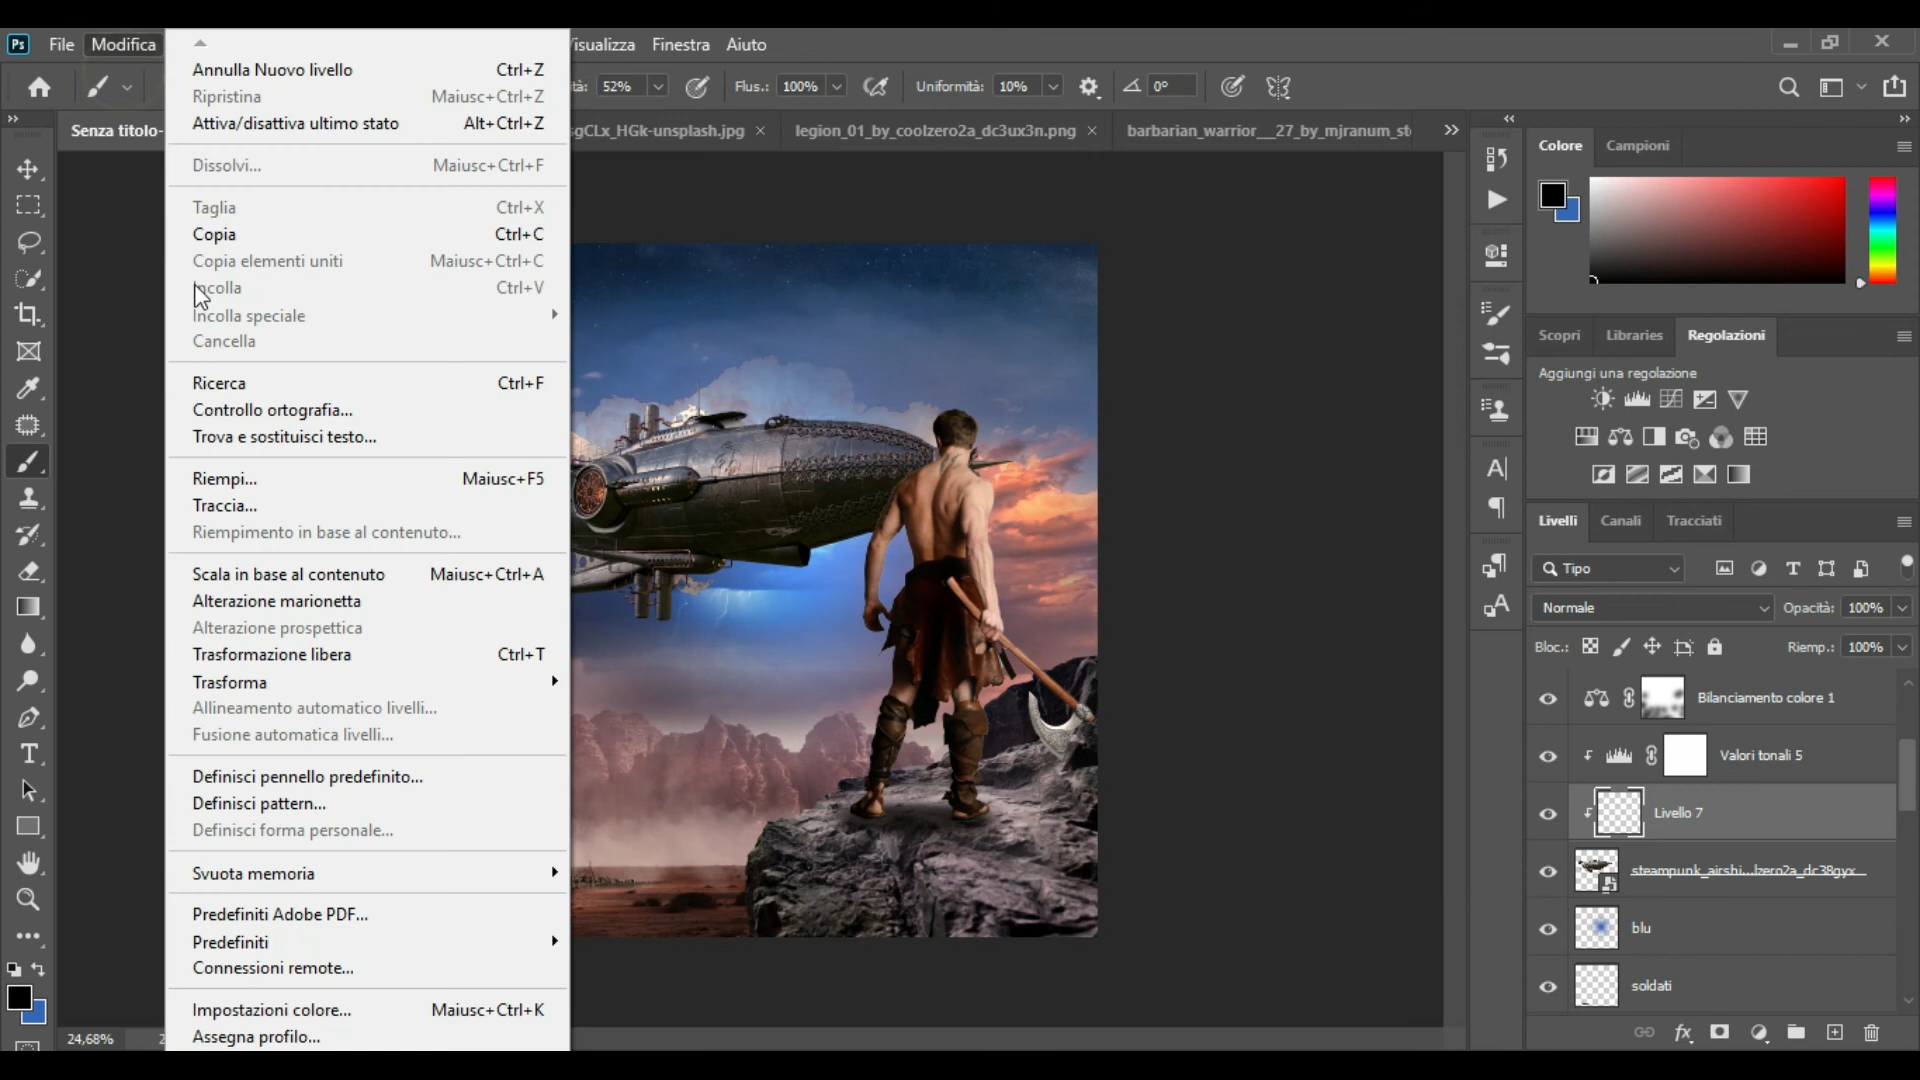 Ps File Modifica Visualizza Finestra Aiuto
52% Flus.: 100% Uniformità: 10% 0°
Senza titolo- sgCLx_HGk-unsplash.jpg × legion_01_by_coolzero2a_dc3ux3n.png × barbarian_warrior__27_by_mjranum_st
Annulla Nuovo livello Ctrl+Z
Ripristina Maiusc+Ctrl+Z
Attiva/disattiva ultimo stato Alt+Ctrl+Z
Dissolvi... Maiusc+Ctrl+F
Taglia Ctrl+X
Copia Ctrl+C
Copia elementi uniti Maiusc+Ctrl+C
Incolla Ctrl+V
Incolla speciale
Cancella
Ricerca Ctrl+F
Controllo ortografia...
Trova e sostituisci testo...
Riempi... Maiusc+F5
Traccia...
Riempimento in base al contenuto...
Scala in base al contenuto Maiusc+Ctrl+A
Alterazione marionetta
Alterazione prospettica
Trasformazione libera Ctrl+T
Trasforma
Allineamento automatico livelli...
Fusione automatica livelli...
Definisci pennello predefinito...
Definisci pattern...
Definisci forma personale...
Svuota memoria
Predefiniti Adobe PDF...
Predefiniti
Connessioni remote...
Impostazioni colore... Maiusc+Ctrl+K
Assegna profilo...
24,68%
Colore Campioni
Scopri Libraries Regolazioni
Aggiungi una regolazione
Livelli Canali Tracciati
Tipo
Normale Opacità: 100%
Bloc.: Riemp.: 100%
Bilanciamento colore 1
Valori tonali 5
Livello 7
steampunk_airshi...lzero2a_dc38gyx
blu
soldati